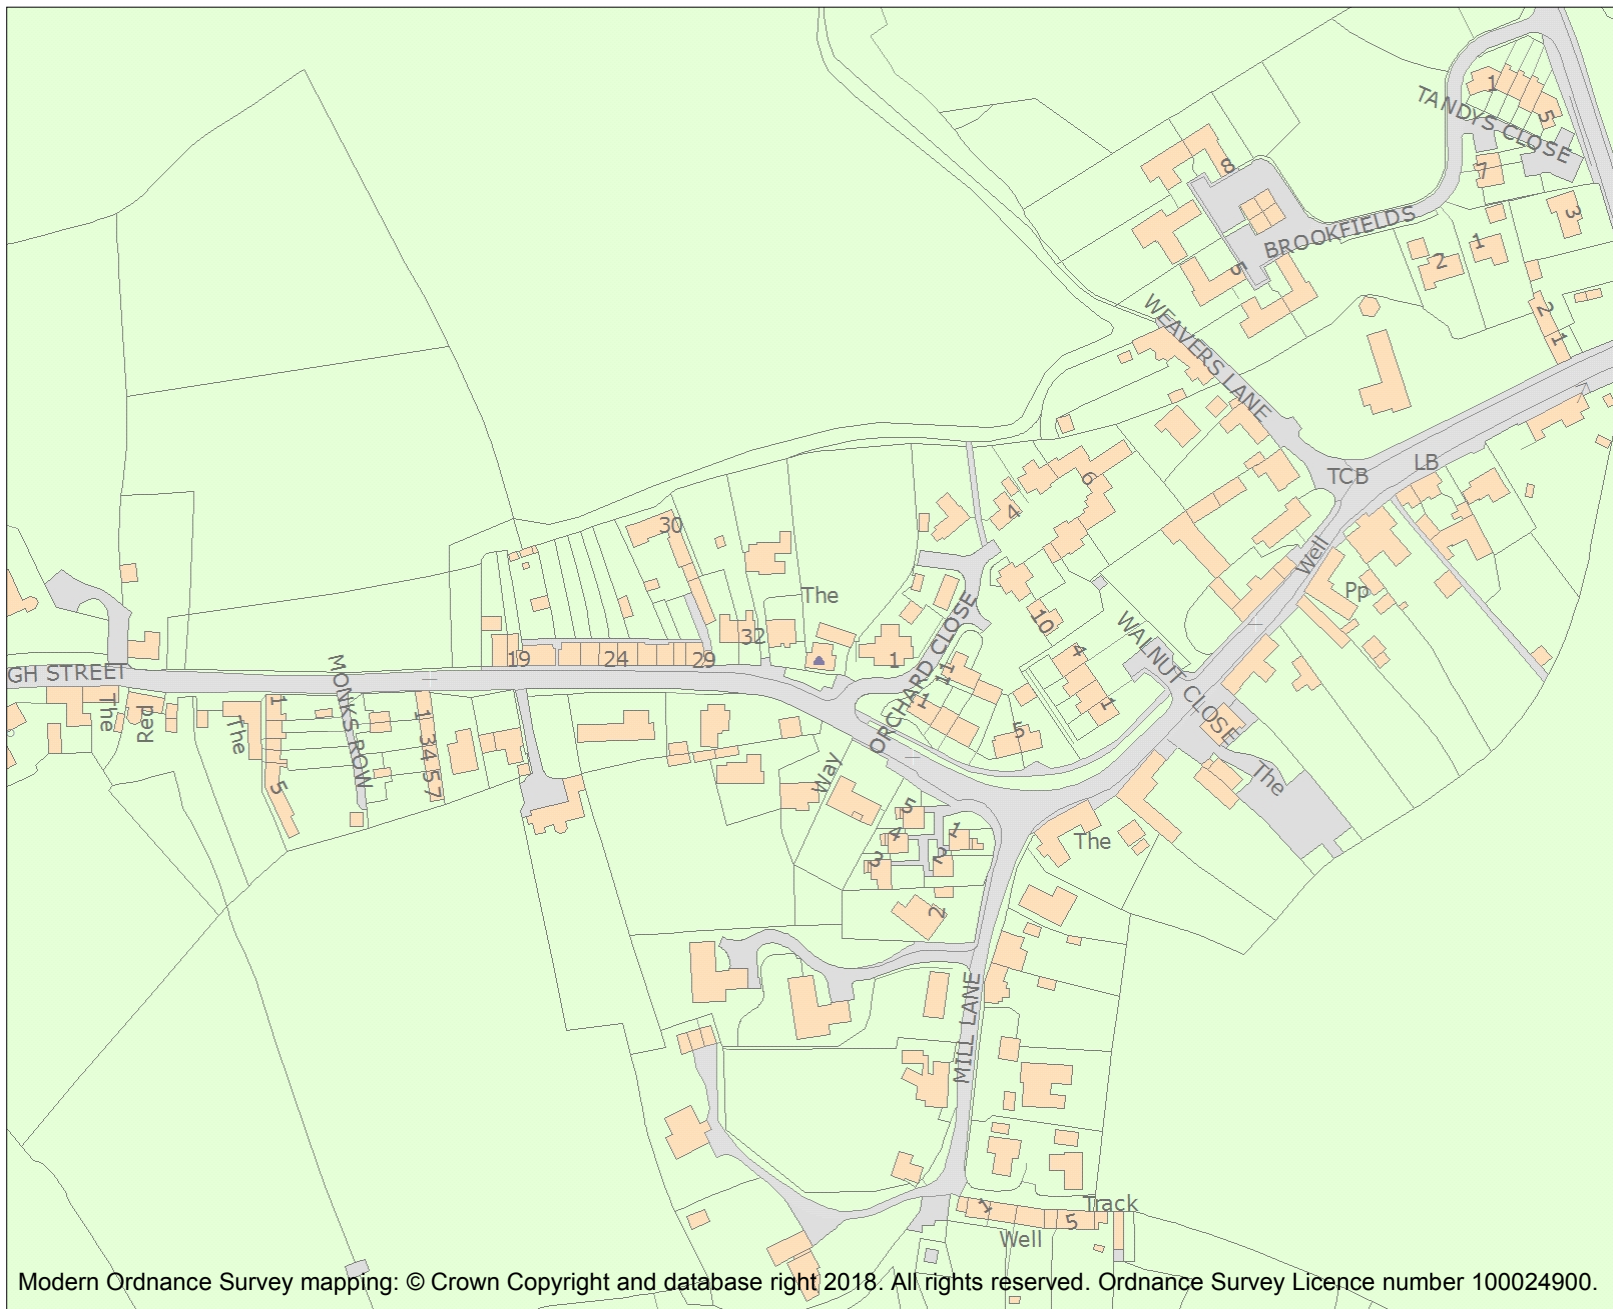 1
TANDYS CLOSE
5
8
7
3
BROOKFIELDS
1
2
5
WEAVERS LANE
2
1
TCB
LB
6
4
30
Well
Pp
The
10
WALNUT CLOSE
32
19
24
29
1
ORCHARD CLOSE
11
4
1
1
5
GH STREET
MONKS ROW
The
Red
The
1
5
1
34
57
Way
The
5
4
3
1
2
The
2
MILL LANE
1
5
Track
Well
Modern Ordnance Survey mapping: © Crown Copyright and database right 2018. All rights reserved. Ordnance Survey Licence number 100024900.